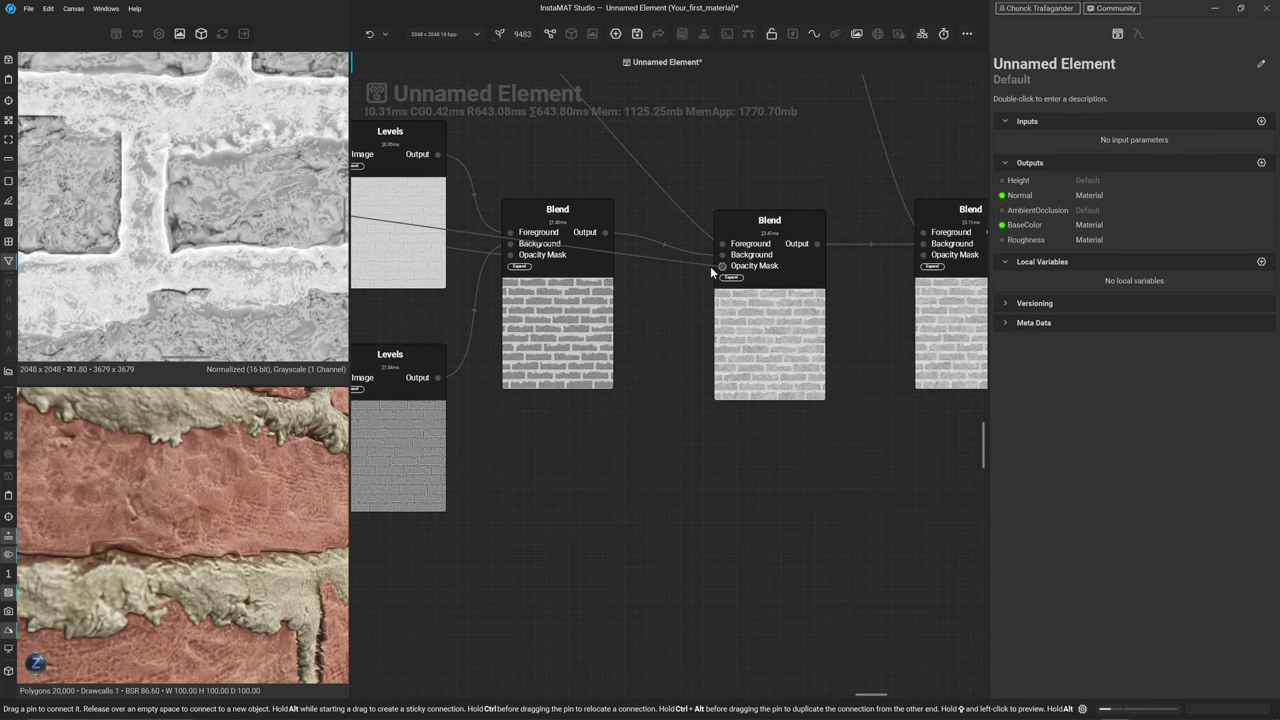 File Edit Canvas Windows Help
InstaMAT Studio – Unnamed Element (Your_first_material)*
Chunck Trafagander
Community
2048 x 2048 16 bpp
9483
Unnamed Element*
Unnamed Element
I0.31ms CG0.42ms R643.08ms ∑643.80ms Mem: 1125.25mb MemApp: 1770.70mb
Levels
Image Output
Blend
Foreground Output
Background
Opacity Mask
Expand
Blend
Foreground Output
Background
Opacity Mask
Expand
Blend
Foreground
Background
Opacity Mask
Expand
Levels
Image Output
R
G
B
A
1
2048 x 2048 • ⌘1.80 • 3679 x 3679
Normalized (16 bit), Grayscale (1 Channel)
Z
Polygons 20,000 • Drawcalls 1 • BSR 86.60 • W 100.00 H 100.00 D 100.00
Unnamed Element
Default
Double-click to enter a description.
Inputs
No input parameters
Outputs
Height Default
Normal Material
AmbientOcclusion Default
BaseColor Material
Roughness Material
Local Variables
No local variables
Versioning
Meta Data
Drag a pin to connect it. Release over an empty space to connect to a new object. Hold Alt while starting a drag to create a sticky connection. Hold Ctrl before dragging the pin to relocate a connection. Hold Ctrl + Alt before dragging the pin to duplicate the connection from the other end. Hold ⇧ and left-click to preview. Hold Alt